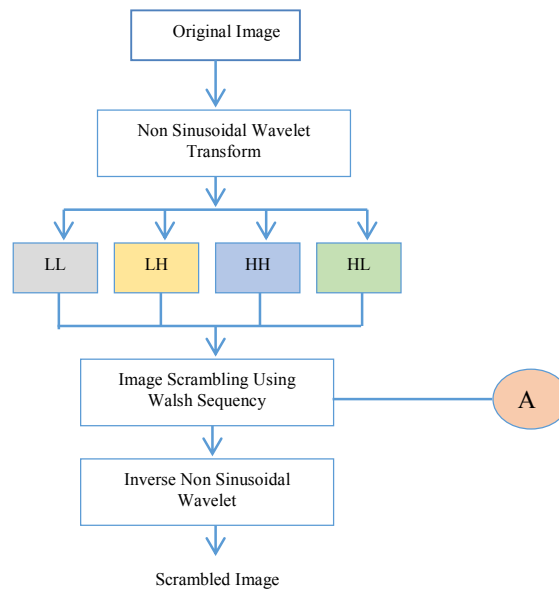 Original Image
Non Sinusoidal Wavelet
Transform
LL
LH
HH
HL
Image Scrambling Using
Walsh Sequency
A
Inverse Non Sinusoidal
Wavelet
Scrambled Image